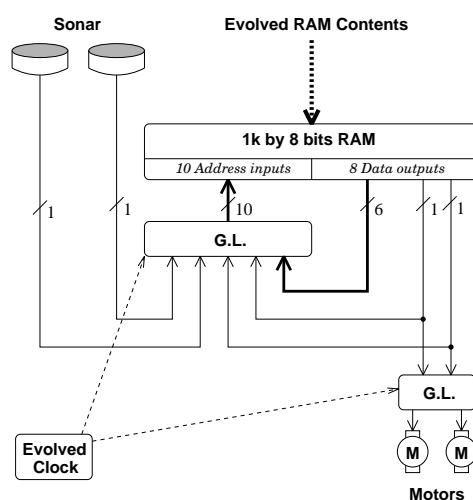 Sonar
Evolved RAM Contents
1k by 8 bits RAM
10 Address inputs
8 Data outputs
1
1
10
6
1
1
G.L.
G.L.
Evolved
Clock
M
M
Motors